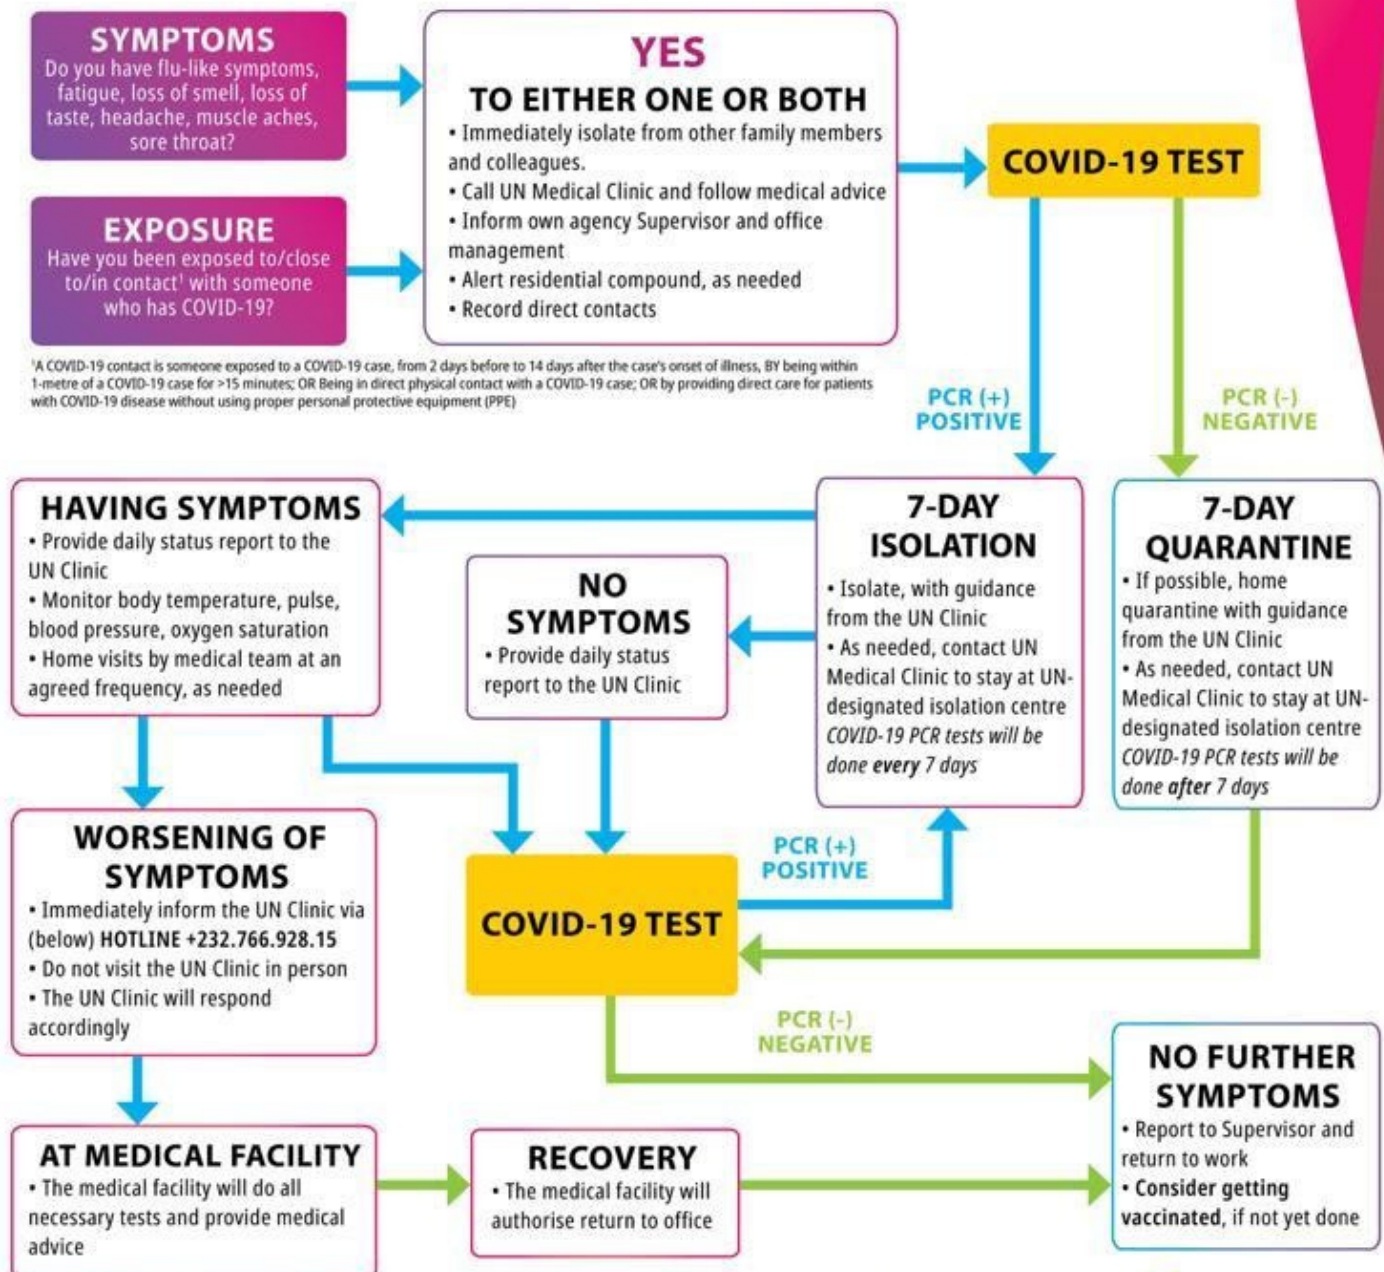 SYMPTOMS
Do you have flu-like symptoms,
fatigue, loss of smell, loss of
taste, headache, muscle aches,
sore throat?
EXPOSURE
Have you been exposed to/close
to/in contact¹ with someone
who has COVID-19?
YES
TO EITHER ONE OR BOTH
• Immediately isolate from other family members
and colleagues.
• Call UN Medical Clinic and follow medical advice
• Inform own agency Supervisor and office
management
• Alert residential compound, as needed
• Record direct contacts
COVID-19 TEST
¹A COVID-19 contact is someone exposed to a COVID-19 case, from 2 days before to 14 days after the case's onset of illness, BY being within
1-metre of a COVID-19 case for >15 minutes; OR Being in direct physical contact with a COVID-19 case; OR by providing direct care for patients
with COVID-19 disease without using proper personal protective equipment (PPE)
PCR (+)
POSITIVE
PCR (-)
NEGATIVE
HAVING SYMPTOMS
• Provide daily status report to the
UN Clinic
• Monitor body temperature, pulse,
blood pressure, oxygen saturation
• Home visits by medical team at an
agreed frequency, as needed
NO
SYMPTOMS
• Provide daily status
report to the UN Clinic
7-DAY
ISOLATION
• Isolate, with guidance
from the UN Clinic
• As needed, contact UN
Medical Clinic to stay at UN-
designated isolation centre
COVID-19 PCR tests will be
done every 7 days
7-DAY
QUARANTINE
• If possible, home
quarantine with guidance
from the UN Clinic
• As needed, contact UN
Medical Clinic to stay at UN-
designated isolation centre
COVID-19 PCR tests will be
done after 7 days
WORSENING OF
SYMPTOMS
• Immediately inform the UN Clinic via
(below) HOTLINE +232.766.928.15
• Do not visit the UN Clinic in person
• The UN Clinic will respond
accordingly
COVID-19 TEST
PCR (+)
POSITIVE
PCR (-)
NEGATIVE
AT MEDICAL FACILITY
• The medical facility will do all
necessary tests and provide medical
advice
RECOVERY
• The medical facility will
authorise return to office
NO FURTHER
SYMPTOMS
• Report to Supervisor and
return to work
• Consider getting
vaccinated, if not yet done